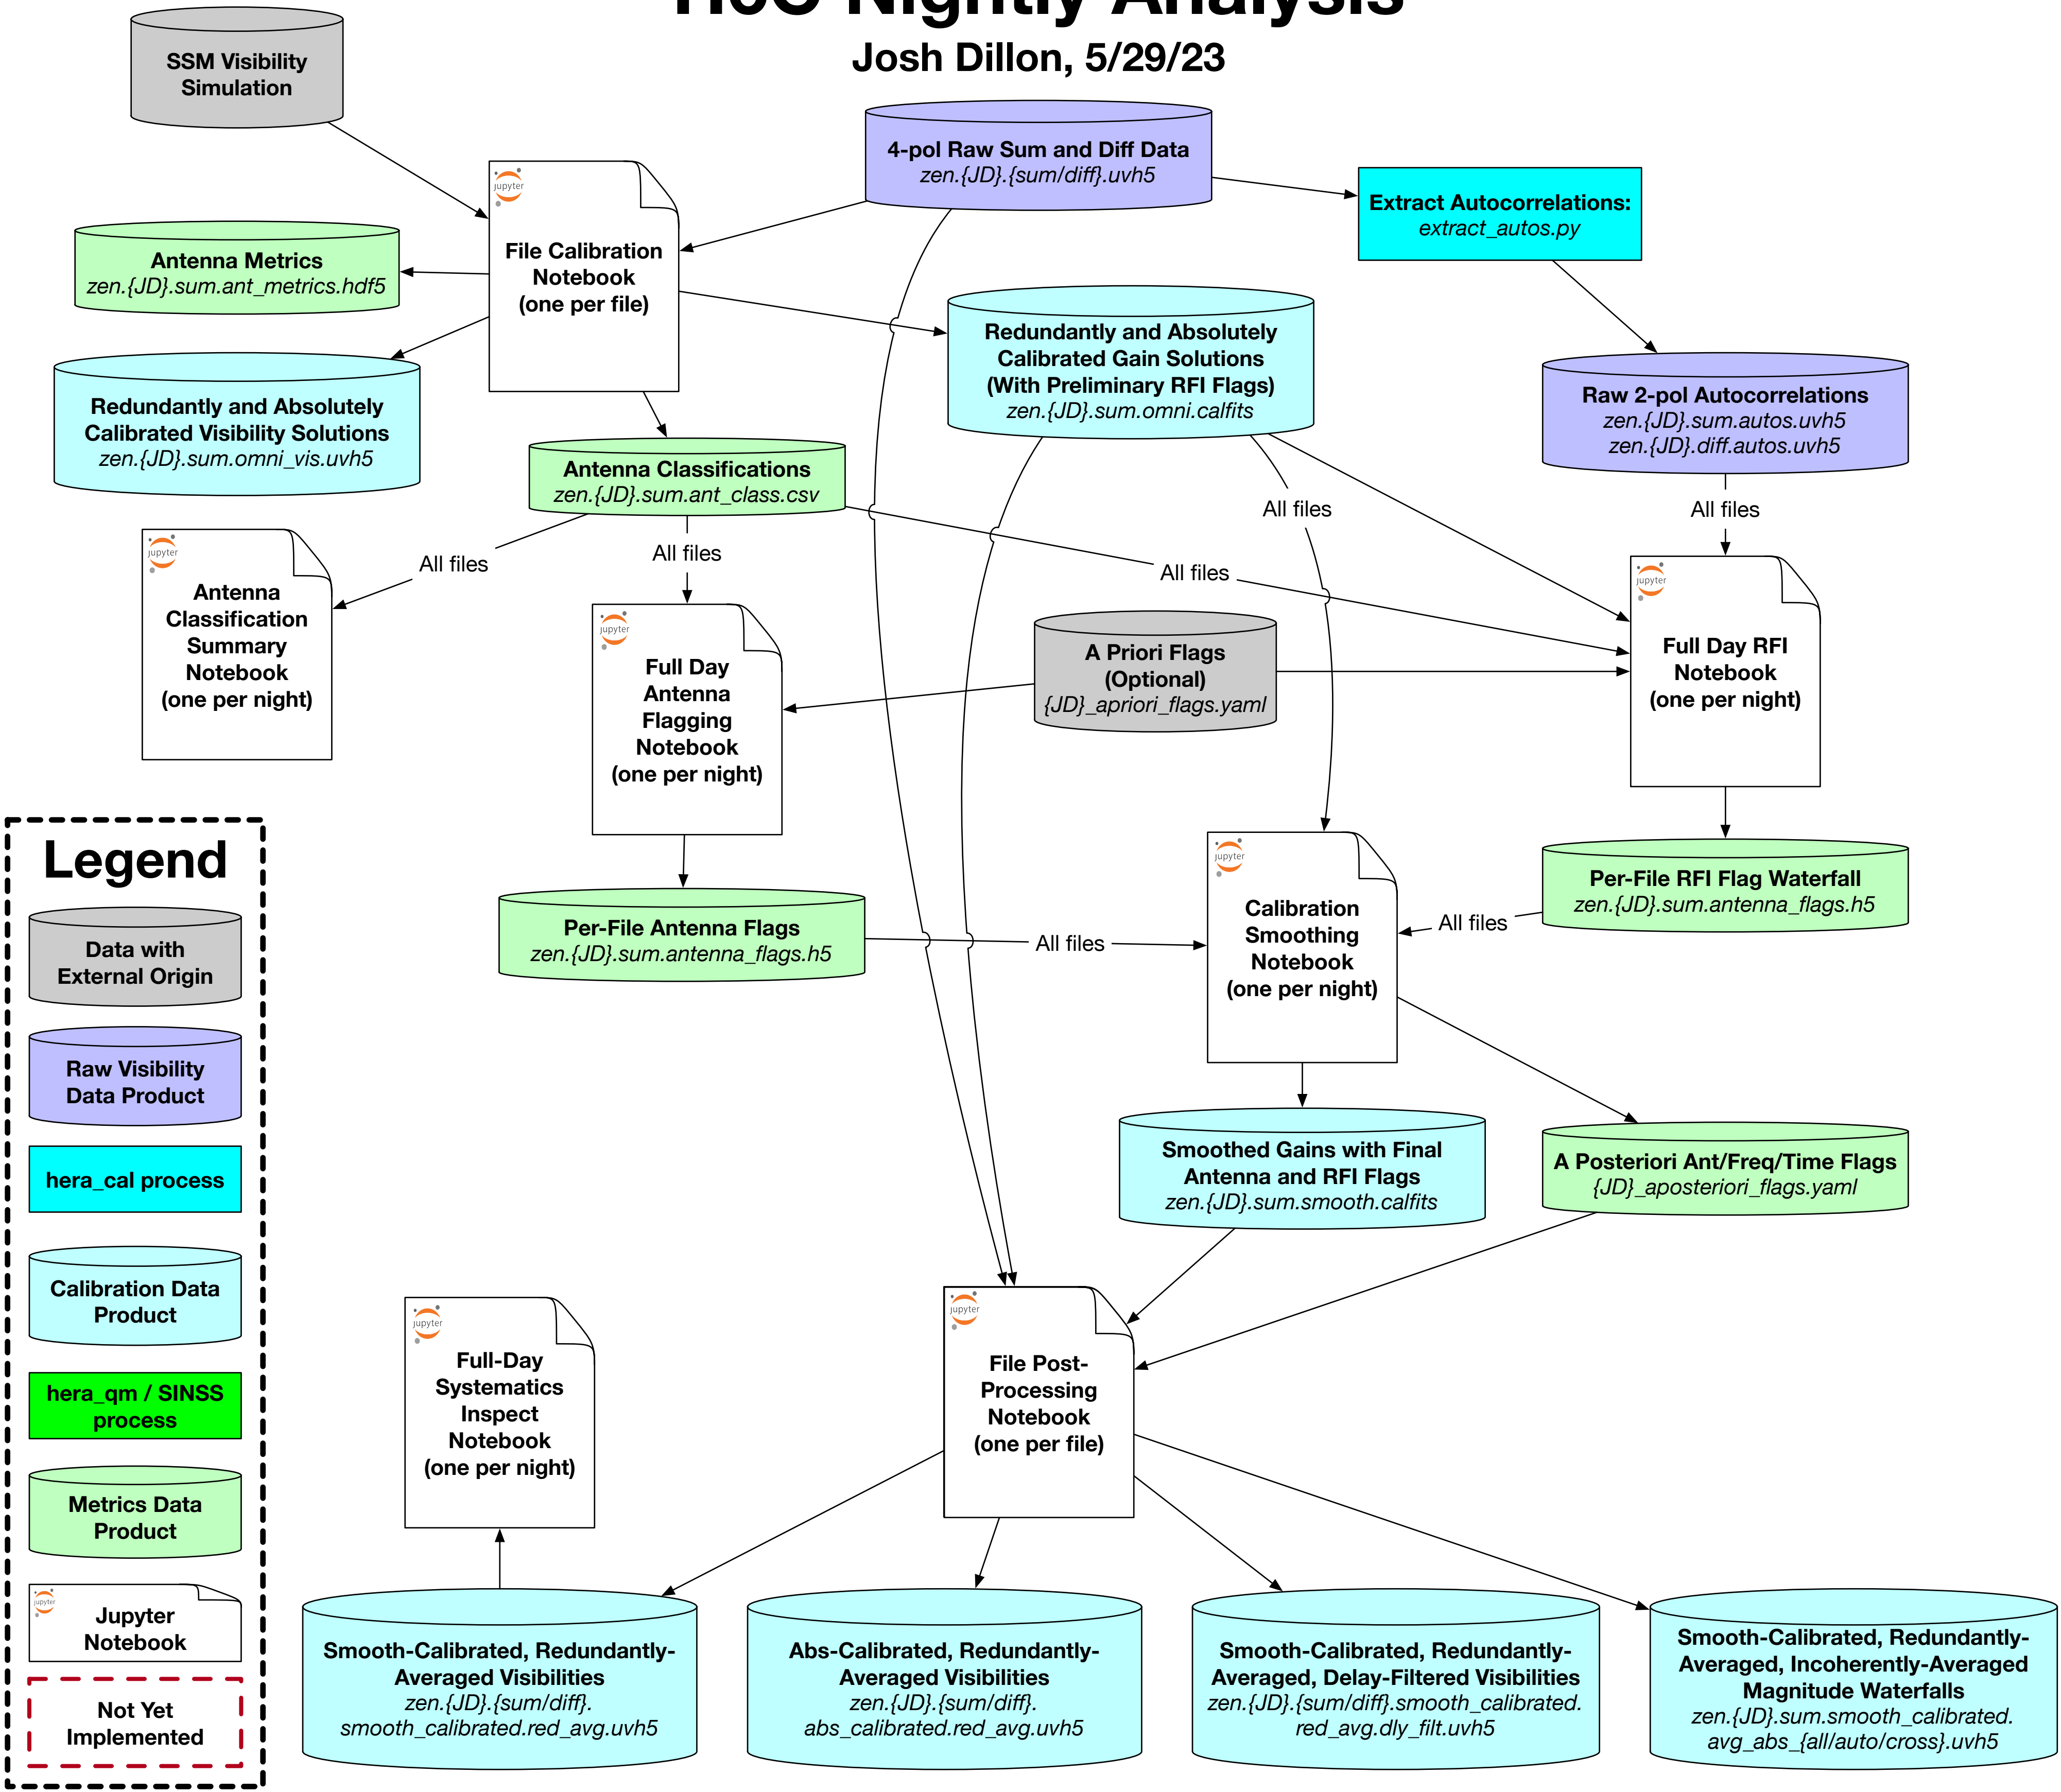 H6C Nightly Analysis
Josh Dillon, 5/29/23
SSM Visibility
Simulation
4-pol Raw Sum and Diff Data
zen.{JD}.{sum/diff}.uvh5
Extract Autocorrelations:
extract_autos.py
jupyter
File Calibration
Notebook
(one per file)
Antenna Metrics
zen.{JD}.sum.ant_metrics.hdf5
Redundantly and Absolutely
Calibrated Gain Solutions
(With Preliminary RFI Flags)
zen.{JD}.sum.omni.calfits
Redundantly and Absolutely
Calibrated Visibility Solutions
zen.{JD}.sum.omni_vis.uvh5
Raw 2-pol Autocorrelations
zen.{JD}.sum.autos.uvh5
zen.{JD}.diff.autos.uvh5
Antenna Classifications
zen.{JD}.sum.ant_class.csv
All files
All files
All files
All files
All files
jupyter
Antenna
Classification
Summary
Notebook
(one per night)
jupyter
Full Day
Antenna
Flagging
Notebook
(one per night)
A Priori Flags
(Optional)
{JD}_apriori_flags.yaml
jupyter
Full Day RFI
Notebook
(one per night)
Per-File Antenna Flags
zen.{JD}.sum.antenna_flags.h5
All files
jupyter
Calibration
Smoothing
Notebook
(one per night)
All files
Per-File RFI Flag Waterfall
zen.{JD}.sum.antenna_flags.h5
Smoothed Gains with Final
Antenna and RFI Flags
zen.{JD}.sum.smooth.calfits
A Posteriori Ant/Freq/Time Flags
{JD}_aposteriori_flags.yaml
Legend
Data with
External Origin
Raw Visibility
Data Product
hera_cal process
Calibration Data
Product
hera_qm / SINSS
process
Metrics Data
Product
jupyter
Jupyter
Notebook
Not Yet
Implemented
jupyter
Full-Day
Systematics
Inspect
Notebook
(one per night)
jupyter
File Post-
Processing
Notebook
(one per file)
Smooth-Calibrated, Redundantly-
Averaged Visibilities
zen.{JD}.{sum/diff}.
smooth_calibrated.red_avg.uvh5
Abs-Calibrated, Redundantly-
Averaged Visibilities
zen.{JD}.{sum/diff}.
abs_calibrated.red_avg.uvh5
Smooth-Calibrated, Redundantly-
Averaged, Delay-Filtered Visibilities
zen.{JD}.{sum/diff}.smooth_calibrated.
red_avg.dly_filt.uvh5
Smooth-Calibrated, Redundantly-
Averaged, Incoherently-Averaged
Magnitude Waterfalls
zen.{JD}.sum.smooth_calibrated.
avg_abs_{all/auto/cross}.uvh5